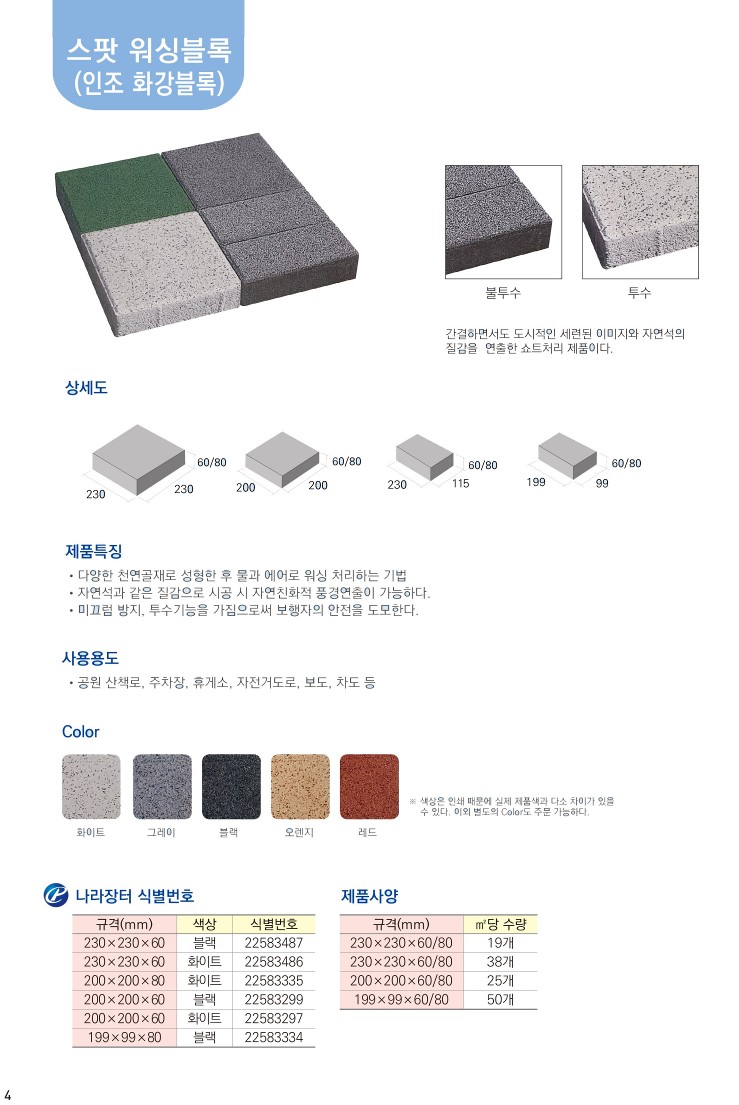 스팟 워싱블록
(인조 화강블록)
불투수
투수
간결하면서도 도시적인 세련된 이미지와 자연석의
질감을 연출한 쇼트처리 제품이다.
상세도
60/80
230
230
60/80
200
200
60/80
230
115
60/80
199
99
제품특징
• 다양한 천연골재로 성형한 후 물과 에어로 워싱 처리하는 기법
• 자연석과 같은 질감으로 시공 시 자연친화적 풍경연출이 가능하다.
• 미끄럼 방지, 투수기능을 가짐으로써 보행자의 안전을 도모한다.
사용용도
• 공원 산책로, 주차장, 휴게소, 자전거도로, 보도, 차도 등
Color
화이트 그레이 블랙 오렌지 레드
※ 색상은 인쇄 때문에 실제 제품색과 다소 차이가 있을
수 있다. 이외 별도의 Color도 주문 가능하다.
나라장터 식별번호
규격(mm) 색상 식별번호
230×230×60 블랙 22583487
230×230×60 화이트 22583486
200×200×80 화이트 22583335
200×200×60 블랙 22583299
200×200×60 화이트 22583297
199×99×80 블랙 22583334
제품사양
규격(mm) ㎡당 수량
230×230×60/80 19개
230×230×60/80 38개
200×200×60/80 25개
199×99×60/80 50개
4